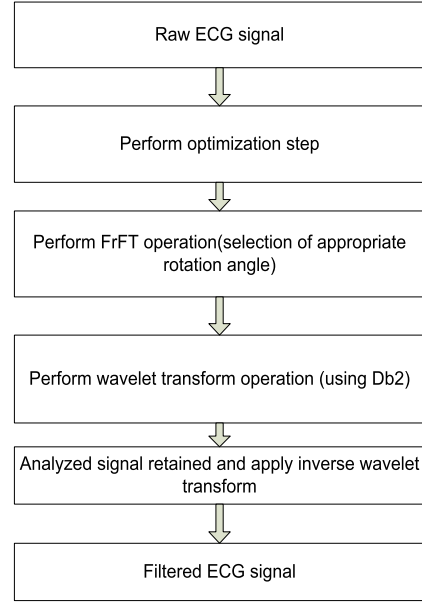 Raw ECG signal
Perform optimization step
Perform FrFT operation(selection of appropriate
rotation angle)
Perform wavelet transform operation (using Db2)
Analyzed signal retained and apply inverse wavelet
transform
Filtered ECG signal